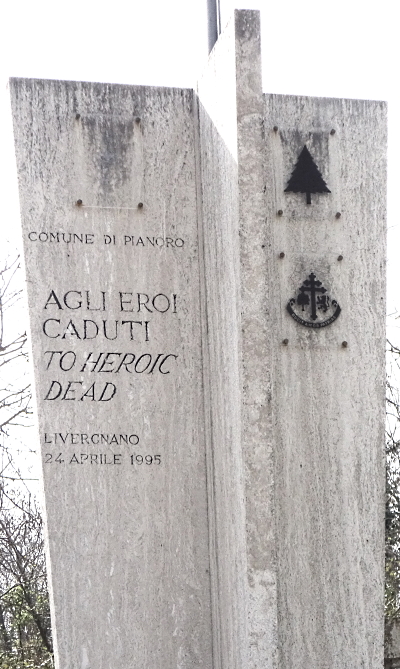 COMUNE DI PIANORO
AGLI EROI
CADUTI
TO HEROIC
DEAD
LIVERGNANO
24 APRILE 1995